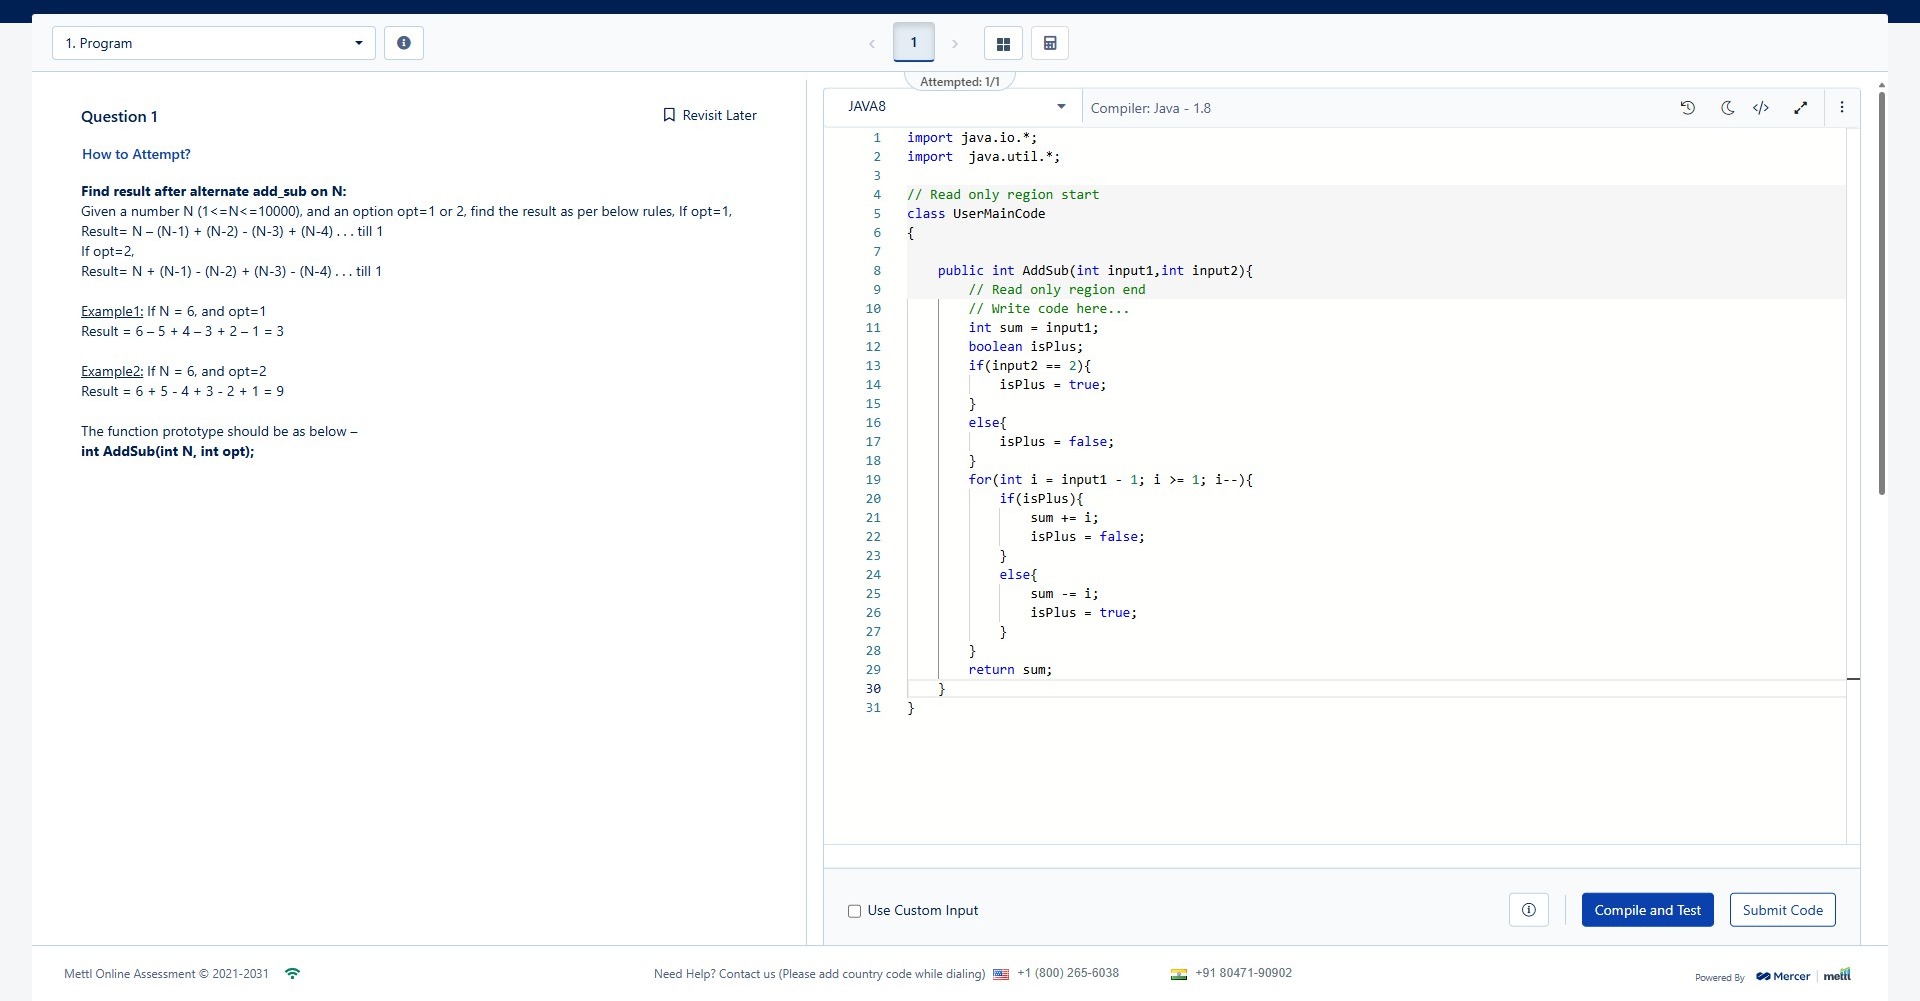 1. Program
1
Attempted: 1/1
Question 1
Revisit Later
How to Attempt?
Find result after alternate add_sub on N:
Given a number N (1<=N<=10000), and an option opt=1 or 2, find the result as per below rules, If opt=1,
Result= N – (N-1) + (N-2) - (N-3) + (N-4) . . . till 1
If opt=2,
Result= N + (N-1) - (N-2) + (N-3) - (N-4) . . . till 1
Example1: If N = 6, and opt=1
Result = 6 – 5 + 4 – 3 + 2 – 1 = 3
Example2: If N = 6, and opt=2
Result = 6 + 5 - 4 + 3 - 2 + 1 = 9
The function prototype should be as below –
int AddSub(int N, int opt);
JAVA8
Compiler: Java - 1.8
1 import java.io.*;
2 import  java.util.*;
3
4 // Read only region start
5 class UserMainCode
6 {
7
8     public int AddSub(int input1,int input2){
9         // Read only region end
10         // Write code here...
11         int sum = input1;
12         boolean isPlus;
13         if(input2 == 2){
14             isPlus = true;
15         }
16         else{
17             isPlus = false;
18         }
19         for(int i = input1 - 1; i >= 1; i--){
20             if(isPlus){
21                 sum += i;
22                 isPlus = false;
23             }
24             else{
25                 sum -= i;
26                 isPlus = true;
27             }
28         }
29         return sum;
30     }
31 }
Use Custom Input
Compile and Test
Submit Code
Mettl Online Assessment © 2021-2031
Need Help? Contact us (Please add country code while dialing) +1 (800) 265-6038 +91 80471-90902
Powered By Mercer | mettl